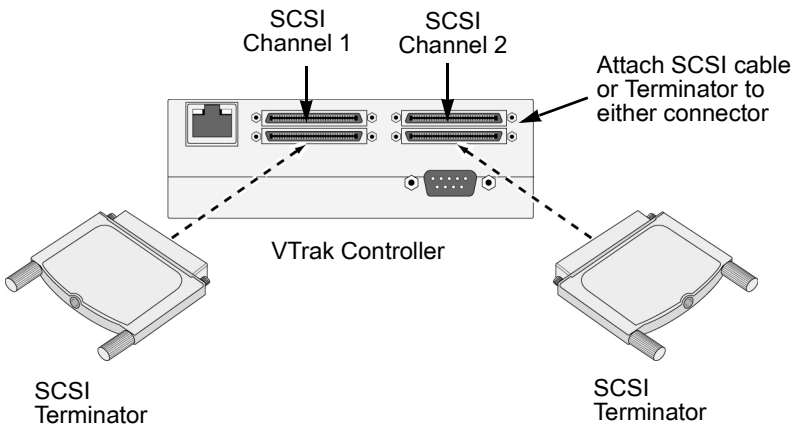 SCSI
Channel 1
SCSI
Channel 2
Attach SCSI cable
or Terminator to
either connector
VTrak Controller
SCSI
Terminator
SCSI
Terminator